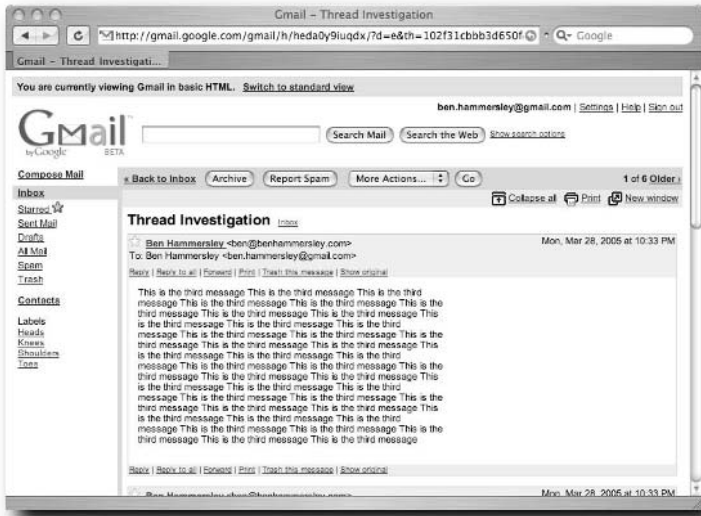 Gmail – Thread Investigation
http://gmail.google.com/gmail/h/heda0y9iuqdx/?d=e&th=102f31cbbb3d650f
Google
Gmail – Thread Investigati...
You are currently viewing Gmail in basic HTML. Switch to standard view
ben.hammersley@gmail.com | Settings | Help | Sign out
Gmail
by Google BETA
Search Mail Search the Web Show search options
Compose Mail
Inbox
Starred
Sent Mail
Drafts
All Mail
Spam
Trash
Contacts
Labels
Heads
Knees
Shoulders
Toes
« Back to Inbox Archive Report Spam More Actions... Go 1 of 6 Older ›
Collapse all Print New window
Thread Investigation Inbox
Ben Hammersley <ben@benhammersley.com> Mon, Mar 28, 2005 at 10:33 PM
To: Ben Hammersley <ben.hammersley@gmail.com>
Reply | Reply to all | Forward | Print | Trash this message | Show original
This is the third message This is the third message This is the third
message This is the third message This is the third message This is the
third message This is the third message This is the third message This
is the third message This is the third message This is the third
message This is the third message This is the third message This is the
third message This is the third message This is the third message This
is the third message This is the third message This is the third
message This is the third message This is the third message This is the
third message This is the third message This is the third message This
is the third message This is the third message This is the third
message This is the third message This is the third message This is the
third message This is the third message This is the third message This
is the third message This is the third message This is the third
message This is the third message This is the third message This is the
third message This is the third message This is the third message
Reply | Reply to all | Forward | Print | Trash this message | Show original
Ben Hammersley <ben@benhammersley.com> Mon, Mar 28, 2005 at 10:33 PM